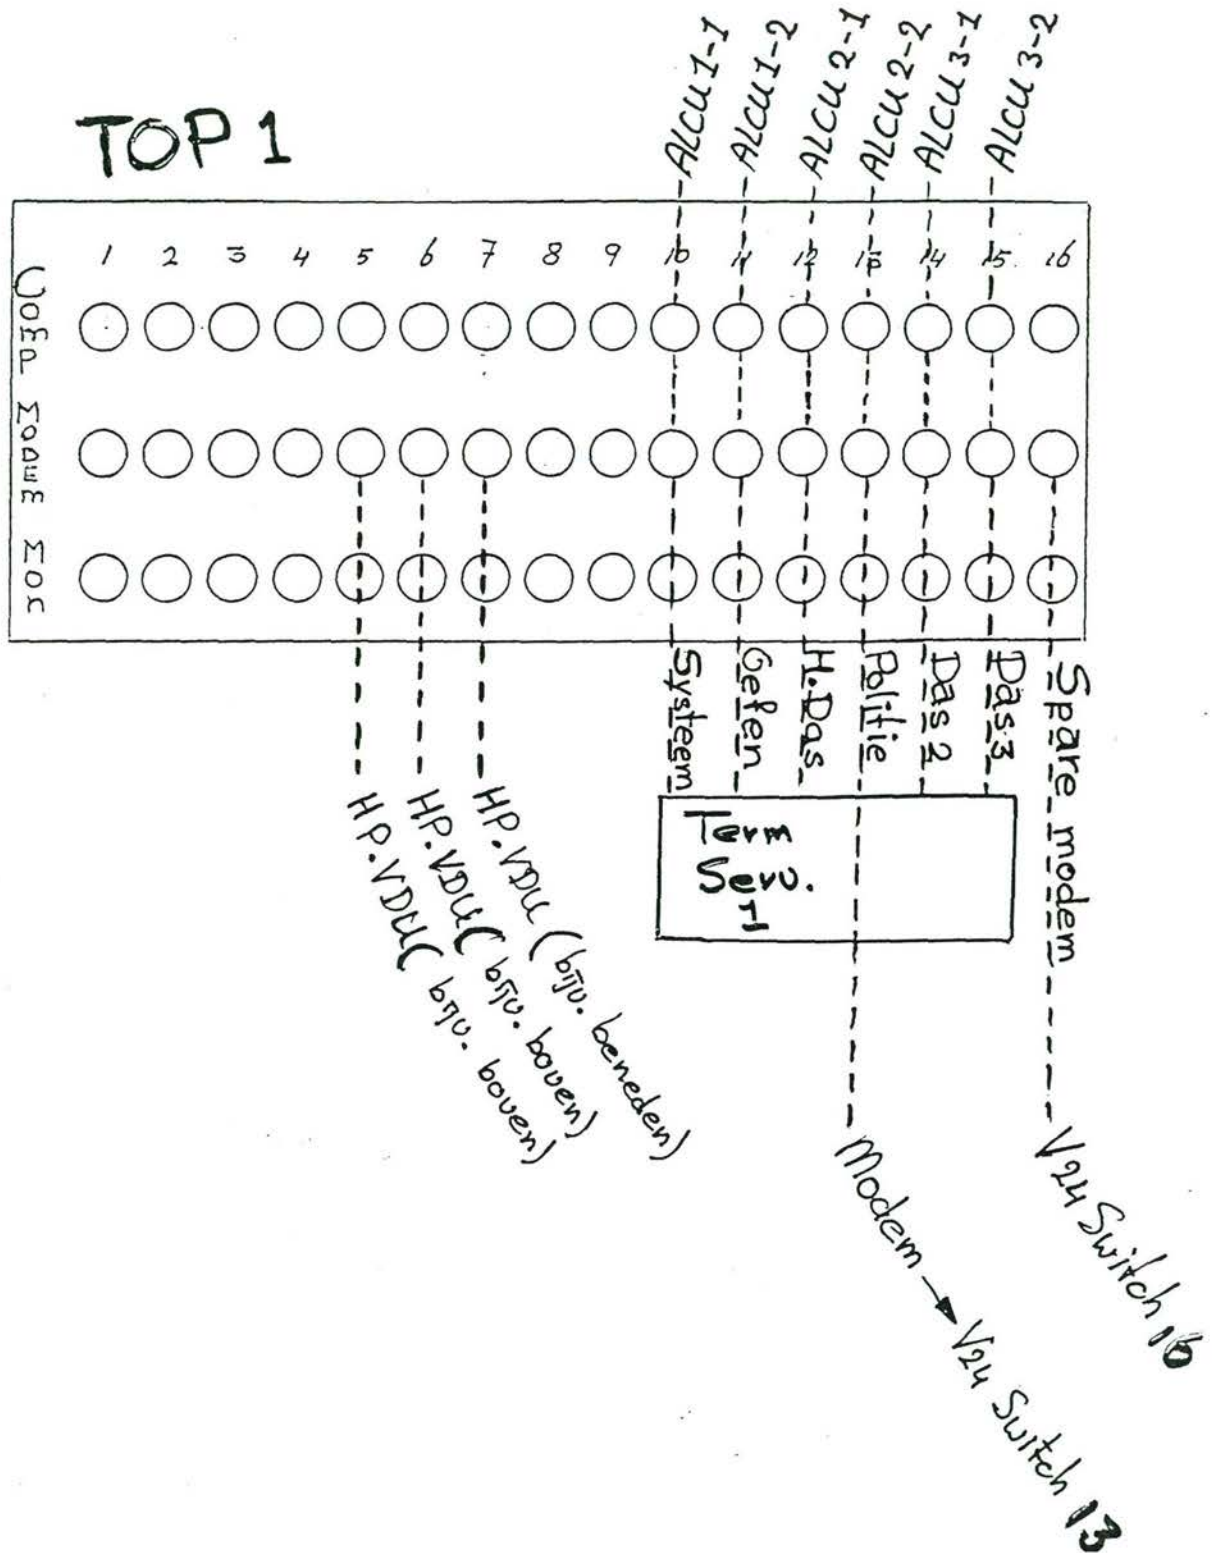 TOP 1
ALCU 1-1
ALCU 1-2
ALCU 2-1
ALCU 2-2
ALCU 3-1
ALCU 3-2
1 2 3 4 5 6 7 8 9 10 11 12 13 14 15. 16
COMP MODEM MON
Systeem
Gefen
H.Das
Politie
Das 2
Das 3
Spare modem
Term
Serv.
1
HP.VDU (bijv. boven)
HP.VDU (bijv. boven)
HP.VDU (bijv. beneden)
Modem → V24 Switch 13
V24 Switch 16